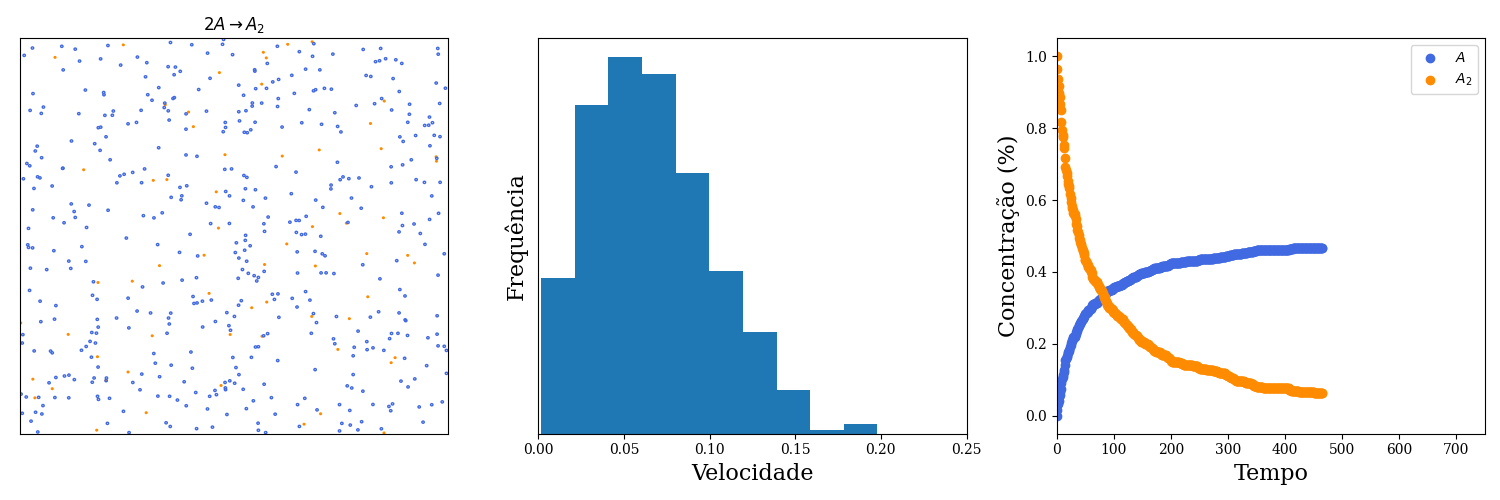 2A → A₂
Frequência
0.00 0.05 0.10 0.15 0.20 0.25
Velocidade
Concentração (%)
1.0
0.8
0.6
0.4
0.2
0.0
A
A₂
0 100 200 300 400 500 600 700
Tempo